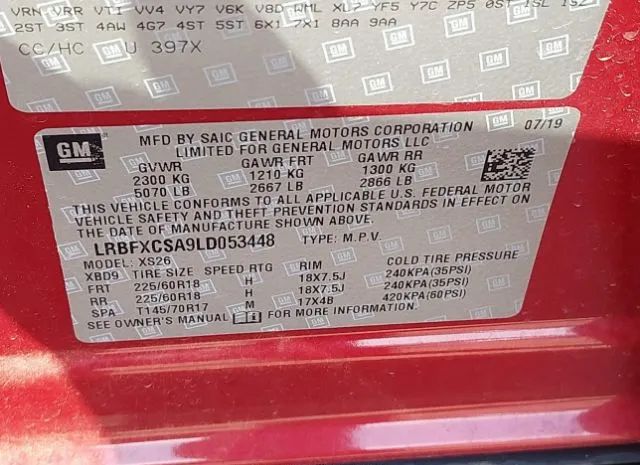 VRN VRR VTI VV4 VY7 V6K V8D WML XL7 YF5 Y7C ZP5 0ST 1SL 1SZ
2ST 3ST 4AW 4G7 4ST 5ST 6X1 7X1 8AA 9AA
CC/HC U 397X
GM
MFD BY SAIC GENERAL MOTORS CORPORATION 07/19
LIMITED FOR GENERAL MOTORS LLC
GVWR GAWR FRT GAWR RR
2300 KG 1210 KG 1300 KG
5070 LB 2667 LB 2866 LB
THIS VEHICLE CONFORMS TO ALL APPLICABLE U.S. FEDERAL MOTOR
VEHICLE SAFETY AND THEFT PREVENTION STANDARDS IN EFFECT ON
THE DATE OF MANUFACTURE SHOWN ABOVE.
LRBFXCSA9LD053448 TYPE: M.P.V.
MODEL: XS26
XBD9 TIRE SIZE SPEED RTG RIM COLD TIRE PRESSURE
FRT 225/60R18 H 18X7.5J 240KPA(35PSI)
RR 225/60R18 H 18X7.5J 240KPA(35PSI)
SPA T145/70R17 M 17X4B 420KPA(60PSI)
SEE OWNER'S MANUAL FOR MORE INFORMATION.